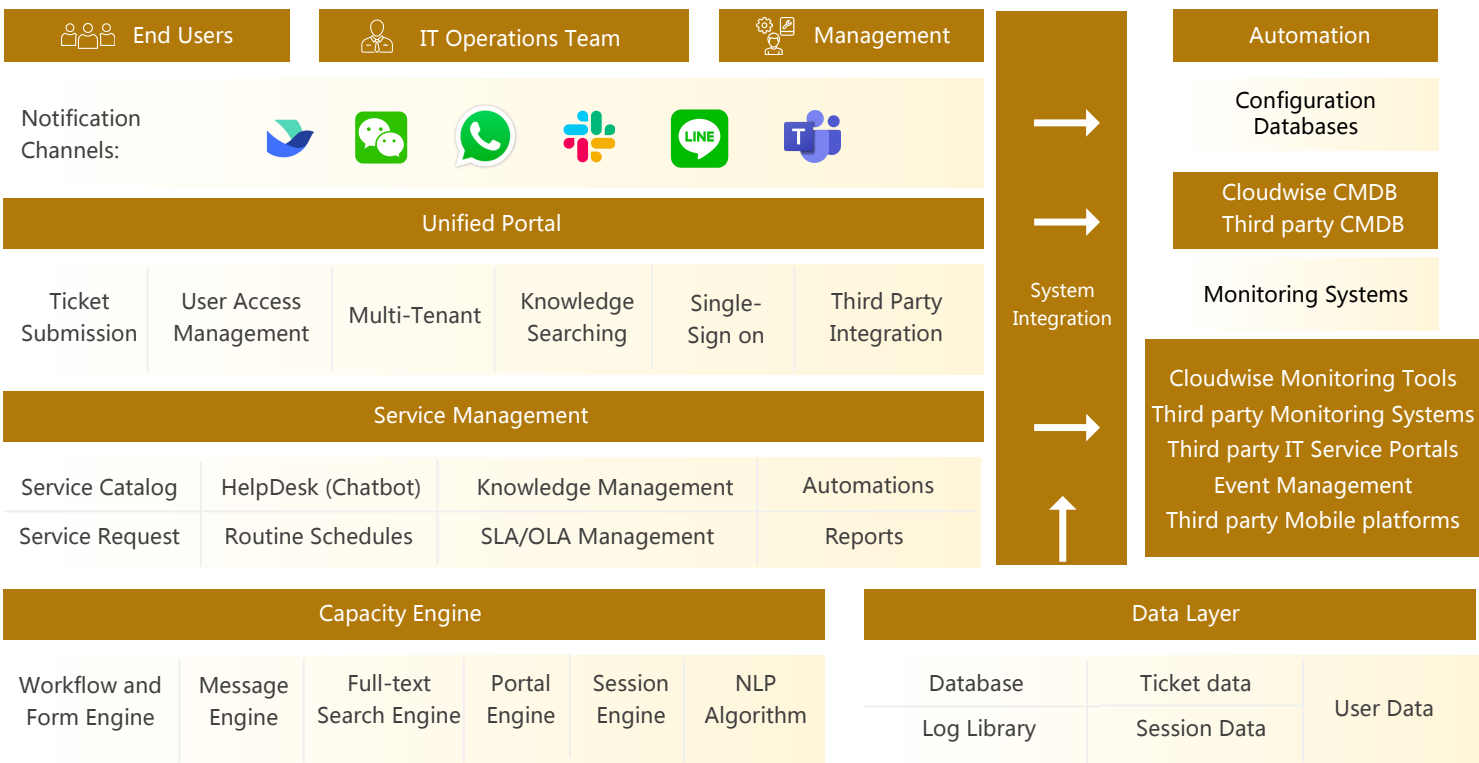 End Users
IT Operations Team
Management
Automation
Notification
Channels:
LINE
T
Configuration
Databases
Unified Portal
Cloudwise CMDB
Third party CMDB
Ticket
Submission
User Access
Management
Multi-Tenant
Knowledge
Searching
Single-
Sign on
Third Party
Integration
System
Integration
Monitoring Systems
Service Management
Cloudwise Monitoring Tools
Third party Monitoring Systems
Third party IT Service Portals
Event Management
Third party Mobile platforms
Service Catalog
HelpDesk (Chatbot)
Knowledge Management
Automations
Service Request
Routine Schedules
SLA/OLA Management
Reports
Capacity Engine
Data Layer
Workflow and
Form Engine
Message
Engine
Full-text
Search Engine
Portal
Engine
Session
Engine
NLP
Algorithm
Database
Ticket data
User Data
Log Library
Session Data